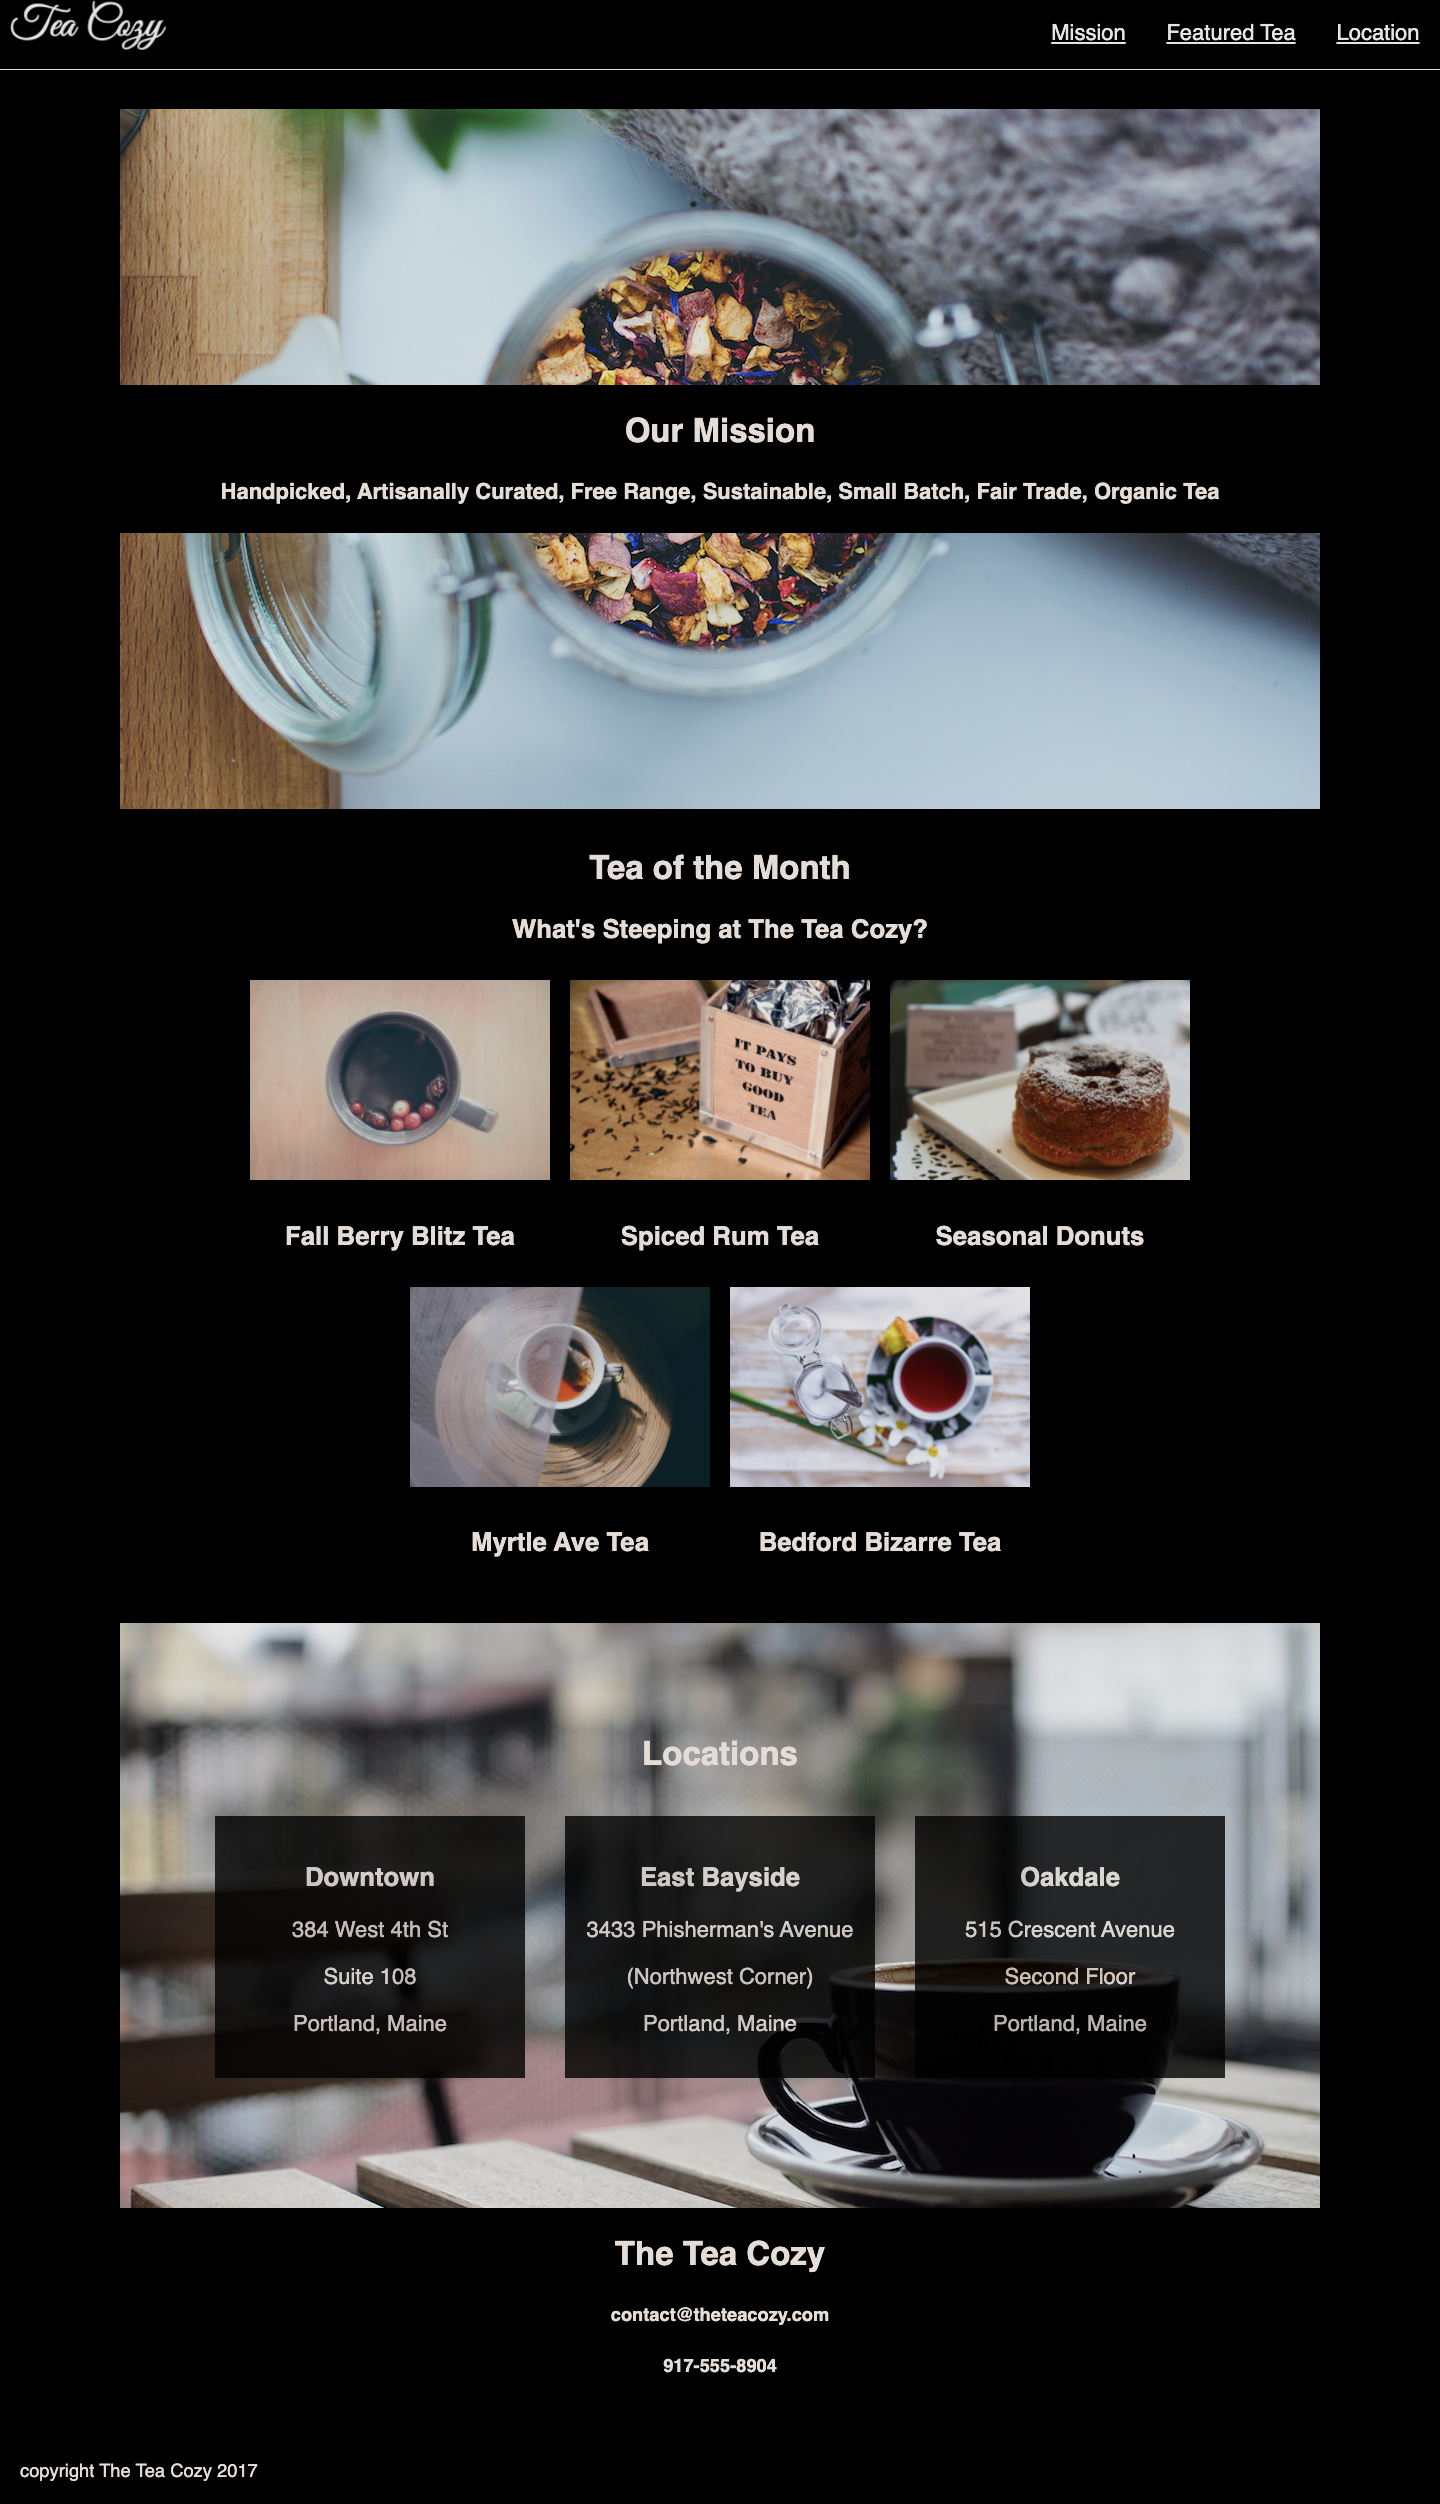 Tea Cozy
Mission Featured Tea Location
Our Mission
Handpicked, Artisanally Curated, Free Range, Sustainable, Small Batch, Fair Trade, Organic Tea
Tea of the Month
What's Steeping at The Tea Cozy?
IT PAYS
TO BUY
GOOD
TEA
Fall Berry Blitz Tea
Spiced Rum Tea
Seasonal Donuts
Myrtle Ave Tea
Bedford Bizarre Tea
Locations
Downtown
384 West 4th St
Suite 108
Portland, Maine
East Bayside
3433 Phisherman's Avenue
(Northwest Corner)
Portland, Maine
Oakdale
515 Crescent Avenue
Second Floor
Portland, Maine
The Tea Cozy
contact@theteacozy.com
917-555-8904
copyright The Tea Cozy 2017